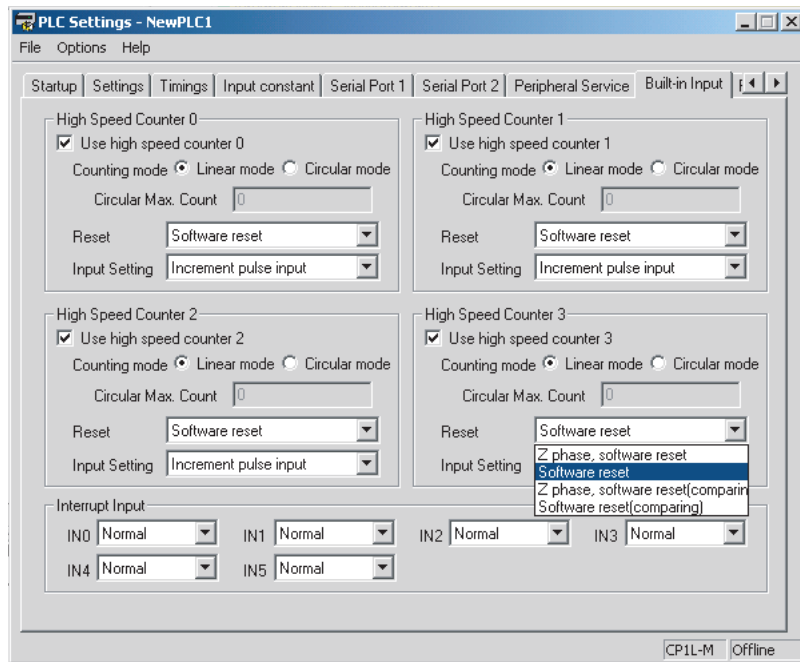 PLC Settings - NewPLC1
File Options Help
Startup Settings Timings Input constant Serial Port 1 Serial Port 2 Peripheral Service Built-in Input
High Speed Counter 0
Use high speed counter 0
Counting mode Linear mode Circular mode
Circular Max. Count 0
Reset Software reset
Input Setting Increment pulse input
High Speed Counter 1
Use high speed counter 1
Counting mode Linear mode Circular mode
Circular Max. Count 0
Reset Software reset
Input Setting Increment pulse input
High Speed Counter 2
Use high speed counter 2
Counting mode Linear mode Circular mode
Circular Max. Count 0
Reset Software reset
Input Setting Increment pulse input
High Speed Counter 3
Use high speed counter 3
Counting mode Linear mode Circular mode
Circular Max. Count 0
Reset Software reset
Input Setting
Z phase, software reset
Software reset
Z phase, software reset(comparin
Software reset(comparing)
Interrupt Input
IN0 Normal IN1 Normal IN2 Normal IN3 Normal
IN4 Normal IN5 Normal
CP1L-M Offline